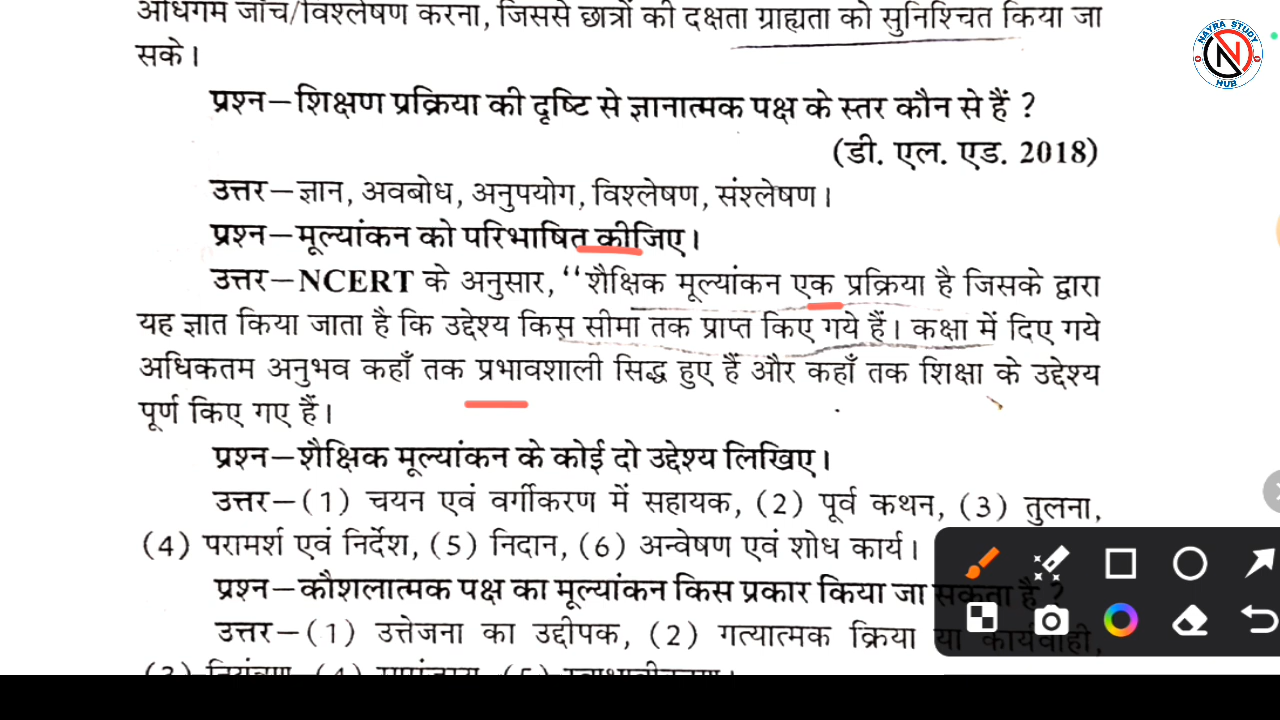 अधिगम जाँच/विश्लेषण करना, जिससे छात्रों की दक्षता ग्राह्यता को सुनिश्चित किया जा
सके।
प्रश्न–शिक्षण प्रक्रिया की दृष्टि से ज्ञानात्मक पक्ष के स्तर कौन से हैं ?
(डी. एल. एड. 2018)
उत्तर–ज्ञान, अवबोध, अनुपयोग, विश्लेषण, संश्लेषण।
प्रश्न–मूल्यांकन को परिभाषित कीजिए।
उत्तर–NCERT के अनुसार, ‘‘शैक्षिक मूल्यांकन एक प्रक्रिया है जिसके द्वारा
यह ज्ञात किया जाता है कि उद्देश्य किस सीमा तक प्राप्त किए गये हैं। कक्षा में दिए गये
अधिकतम अनुभव कहाँ तक प्रभावशाली सिद्ध हुए हैं और कहाँ तक शिक्षा के उद्देश्य
पूर्ण किए गए हैं।
प्रश्न–शैक्षिक मूल्यांकन के कोई दो उद्देश्य लिखिए।
उत्तर–(1) चयन एवं वर्गीकरण में सहायक, (2) पूर्व कथन, (3) तुलना,
(4) परामर्श एवं निर्देश, (5) निदान, (6) अन्वेषण एवं शोध कार्य।
प्रश्न–कौशलात्मक पक्ष का मूल्यांकन किस प्रकार किया जा सकता है ?
उत्तर–(1) उत्तेजना का उद्दीपक, (2) गत्यात्मक क्रिया या कार्यवाही,
NAYRA STUDY
N
HUB